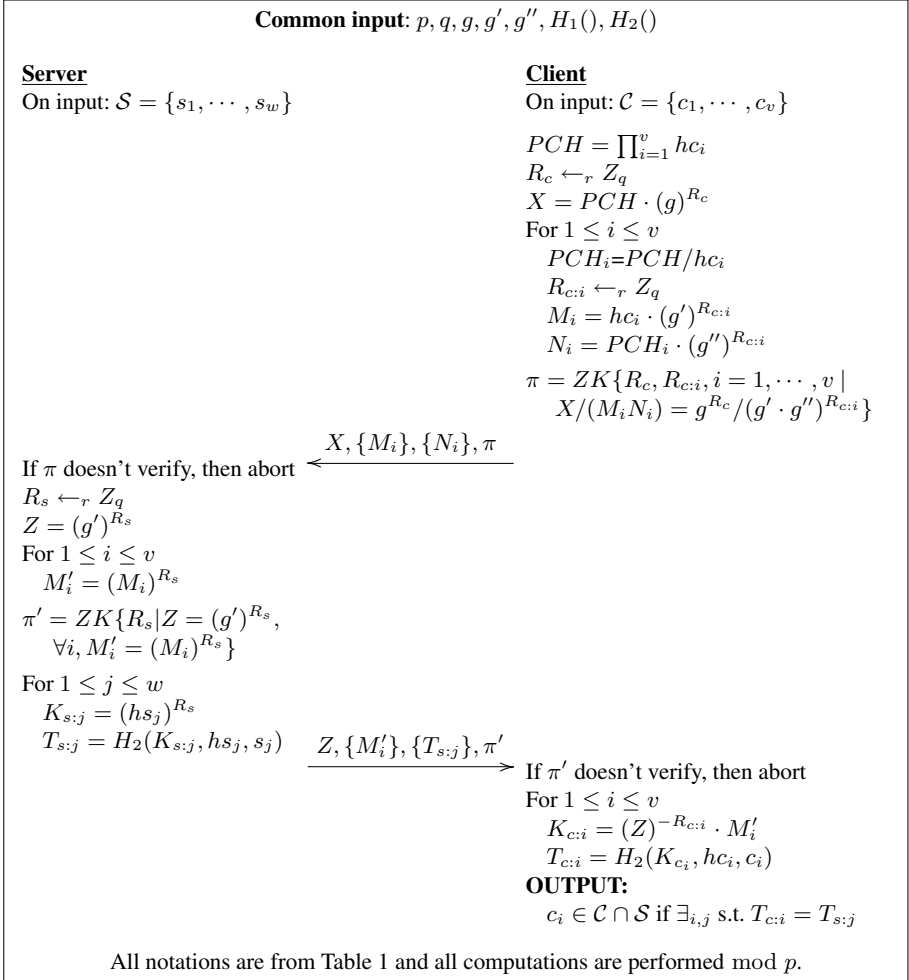 Common input: p, q, g, g′, g′′, H₁(), H₂()
Server
On input: 𝒮 = {s₁, ⋯ , s_w}
Client
On input: 𝒞 = {c₁, ⋯ , c_v}
PCH = ∏_{i=1}^{v} hc_i
R_c ←_r Z_q
X = PCH · (g)^{R_c}
For 1 ≤ i ≤ v
PCH_i=PCH/hc_i
R_{c:i} ←_r Z_q
M_i = hc_i · (g′)^{R_{c:i}}
N_i = PCH_i · (g′′)^{R_{c:i}}
π = ZK{R_c, R_{c:i}, i = 1, ⋯ , v |
X/(M_iN_i) = g^{R_c}/(g′ · g′′)^{R_{c:i}}}
X, {M_i}, {N_i}, π
If π doesn't verify, then abort
R_s ←_r Z_q
Z = (g′)^{R_s}
For 1 ≤ i ≤ v
M′_i = (M_i)^{R_s}
π′ = ZK{R_s|Z = (g′)^{R_s},
∀i, M′_i = (M_i)^{R_s}}
For 1 ≤ j ≤ w
K_{s:j} = (hs_j)^{R_s}
T_{s:j} = H₂(K_{s:j}, hs_j, s_j)
Z, {M′_i}, {T_{s:j}}, π′
If π′ doesn't verify, then abort
For 1 ≤ i ≤ v
K_{c:i} = (Z)^{−R_{c:i}} · M′_i
T_{c:i} = H₂(K_{c_i}, hc_i, c_i)
OUTPUT:
c_i ∈ 𝒞 ∩ 𝒮 if ∃_{i,j} s.t. T_{c:i} = T_{s:j}
All notations are from Table 1 and all computations are performed mod p.